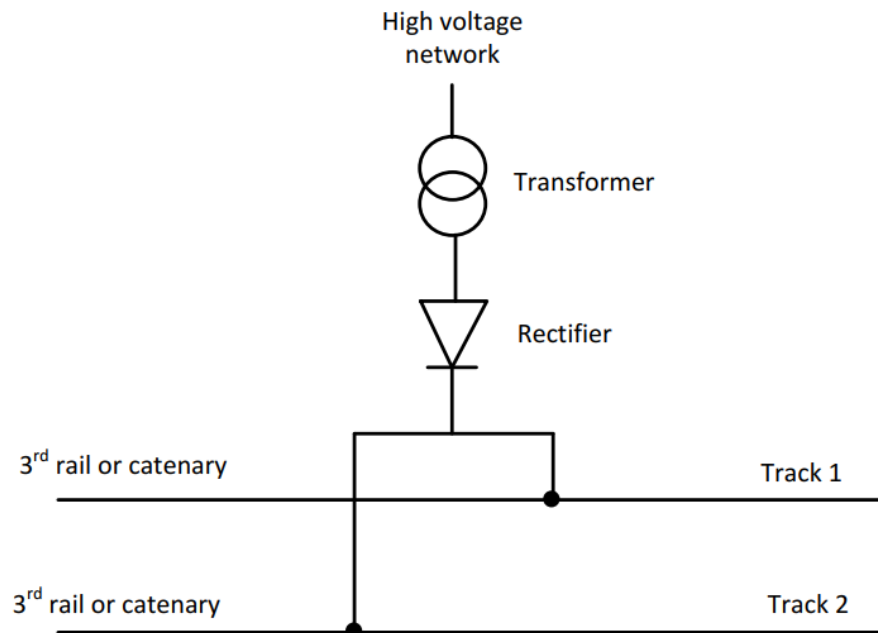 High voltage
network
Transformer
Rectifier
3rd rail or catenary
Track 1
3rd rail or catenary
Track 2